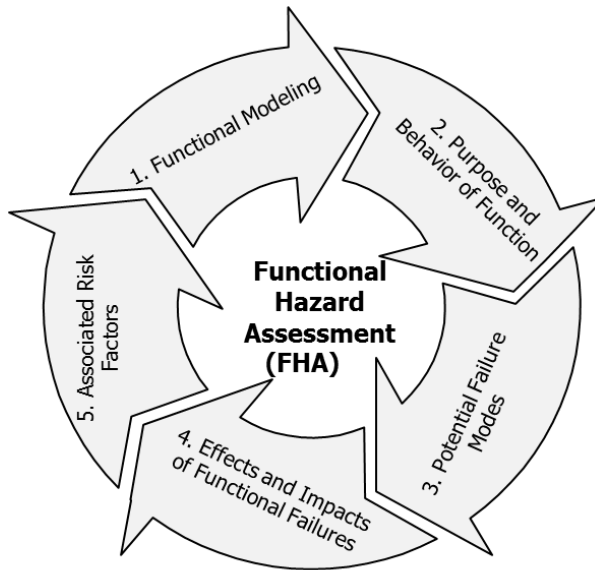 1. Functional Modeling
2. Purpose and
Behavior of Function
3. Potential Failure
Modes
4. Effects and Impacts
of Functional Failures
5. Associated Risk
Factors
Functional
Hazard
Assessment
(FHA)